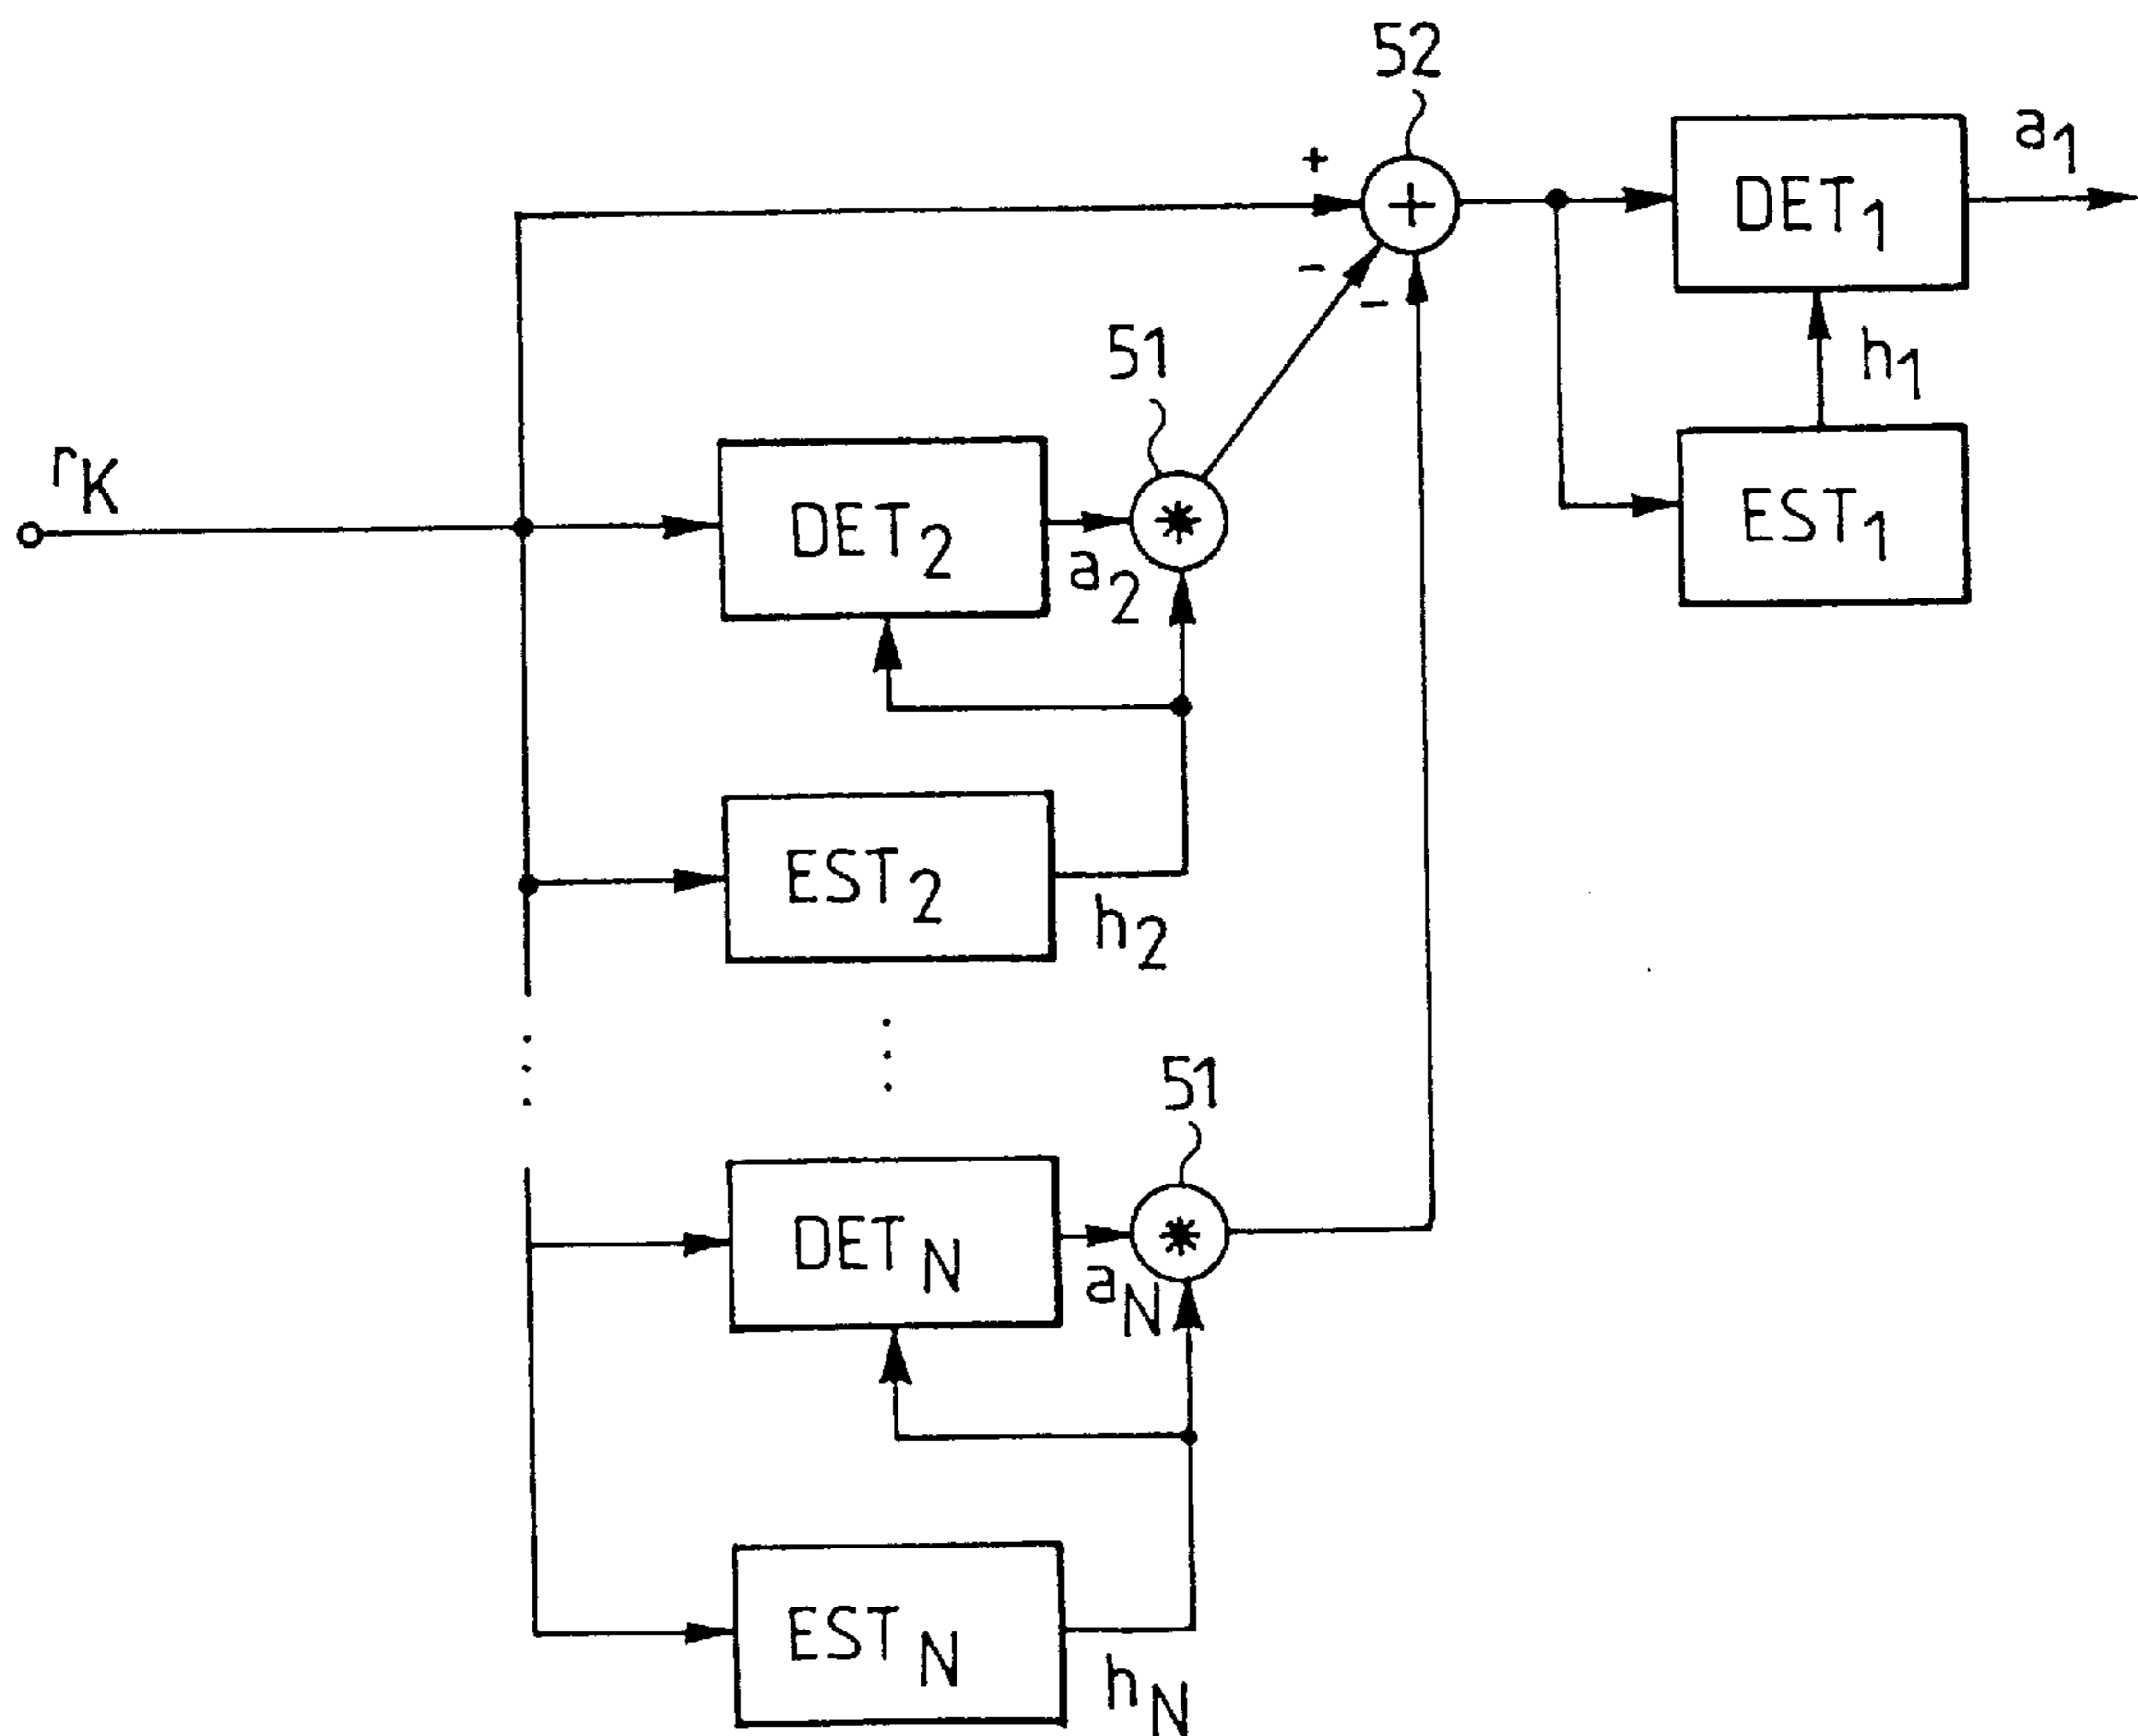 52
+
+
DET1
a1
-
-
h1
51
EST1
rK
DET2
*
a2
EST2
h2
51
DETN
*
aN
ESTN
hN